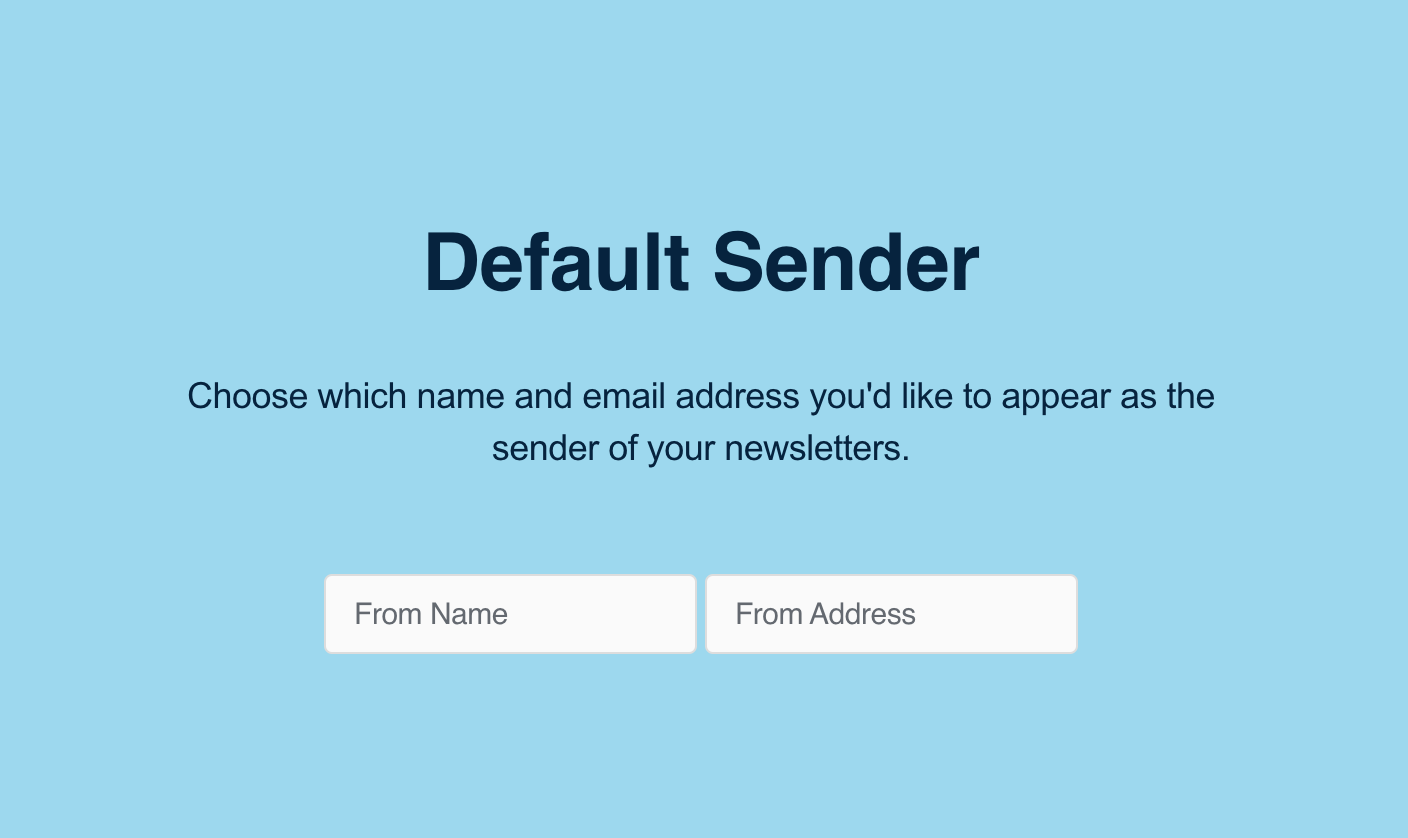 Default Sender
Choose which name and email address you'd like to appear as the
sender of your newsletters.
From Name
From Address